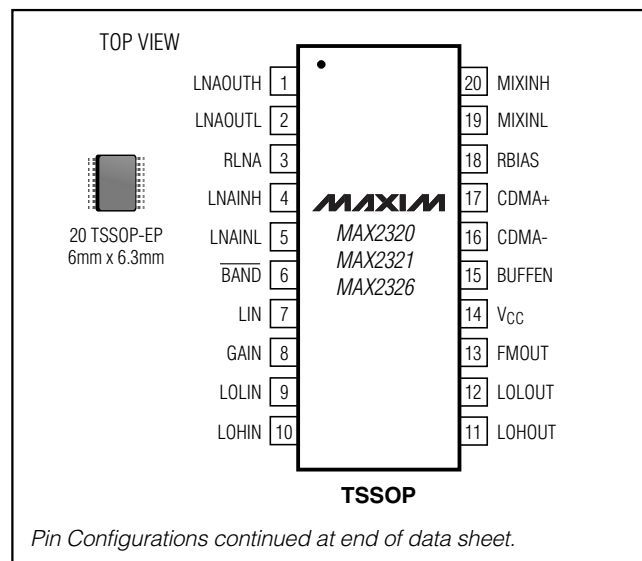 TOP VIEW
LNAOUTH 1
LNAOUTL 2
RLNA 3
LNAINH 4
LNAINL 5
BAND 6
LIN 7
GAIN 8
LOLIN 9
LOHIN 10
20 TSSOP-EP
6mm x 6.3mm
MAXIM
MAX2320
MAX2321
MAX2326
20 MIXINH
19 MIXINL
18 RBIAS
17 CDMA+
16 CDMA-
15 BUFFEN
14 VCC
13 FMOUT
12 LOLOUT
11 LOHOUT
TSSOP
Pin Configurations continued at end of data sheet.